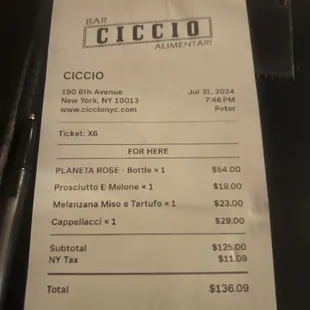 BAR
CICCIO
ALIMENTARI
CICCIO
190 6th Avenue Jul 31, 2024
New York, NY 10013 7:46 PM
www.ciccionyc.com Peter
Ticket: X6
FOR HERE
PLANETA ROSE - Bottle × 1 $54.00
Prosciutto E Melone × 1 $19.00
Melanzana Miso e Tartufo × 1 $23.00
Cappellacci × 1 $29.00
Subtotal $125.00
NY Tax $11.09
Total $136.09